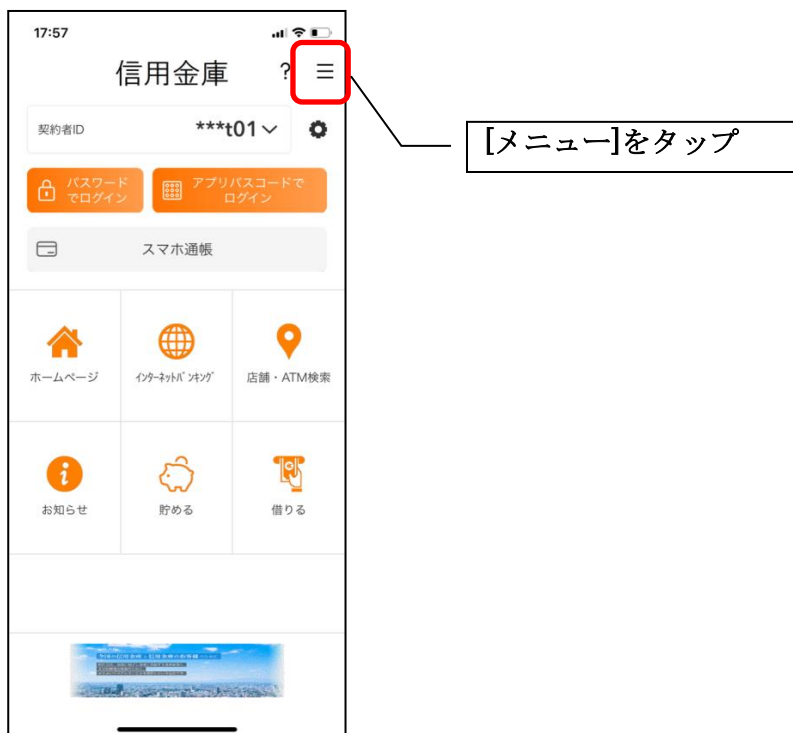 17:57
信用金庫 ? ≡
契約者ID ***t01
パスワード
でログイン
アプリパスコードで
ログイン
スマホ通帳
ホームページ
ｲﾝﾀｰﾈｯﾄﾊﾞﾝｷﾝｸﾞ
店舗・ATM検索
お知らせ
貯める
借りる
[メニュー]をタップ